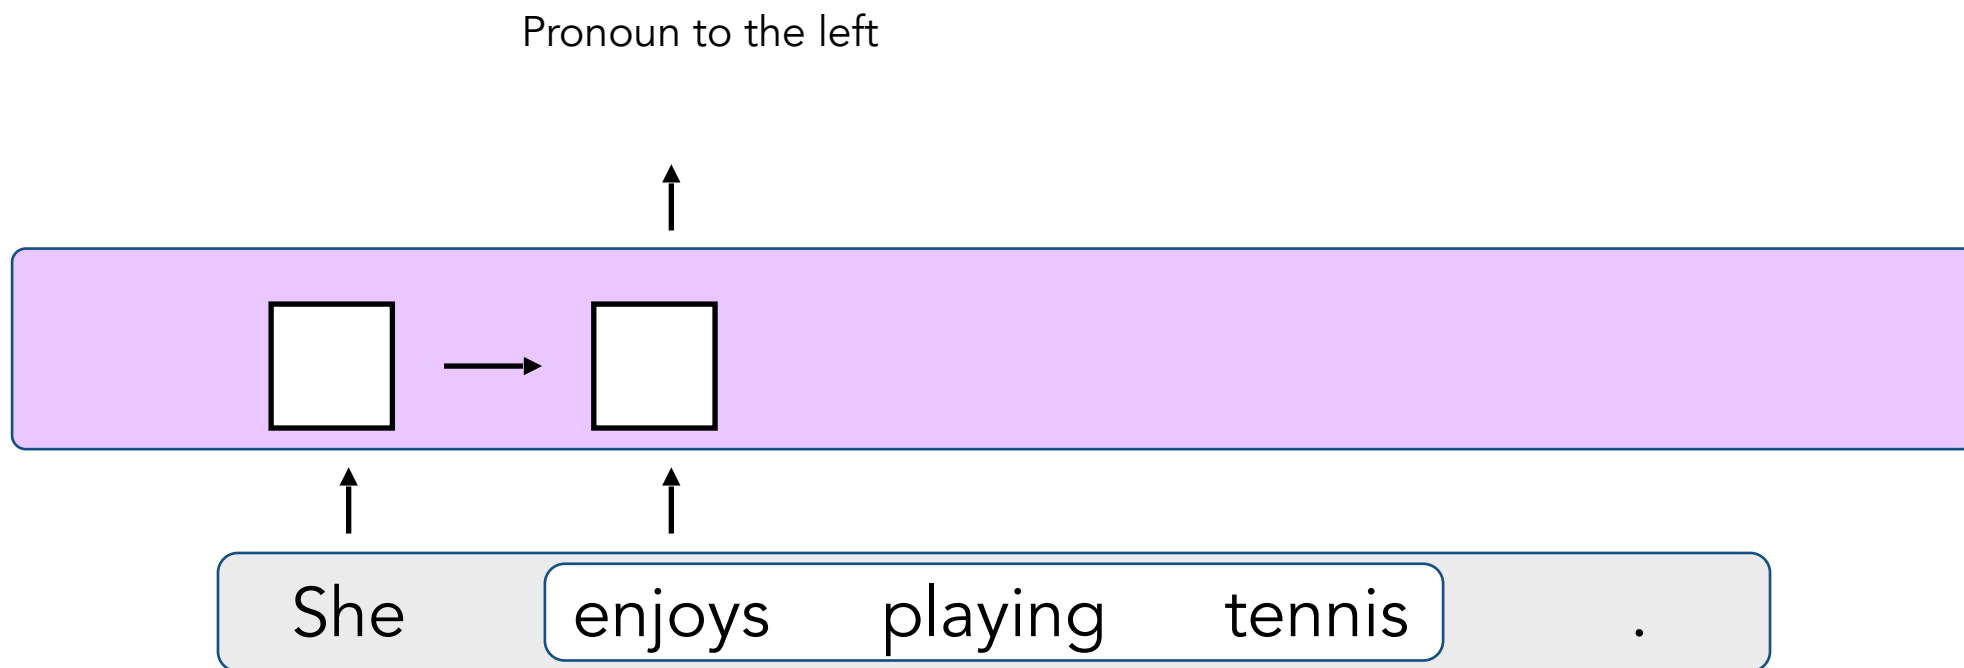 Pronoun to the left
She enjoys playing tennis .